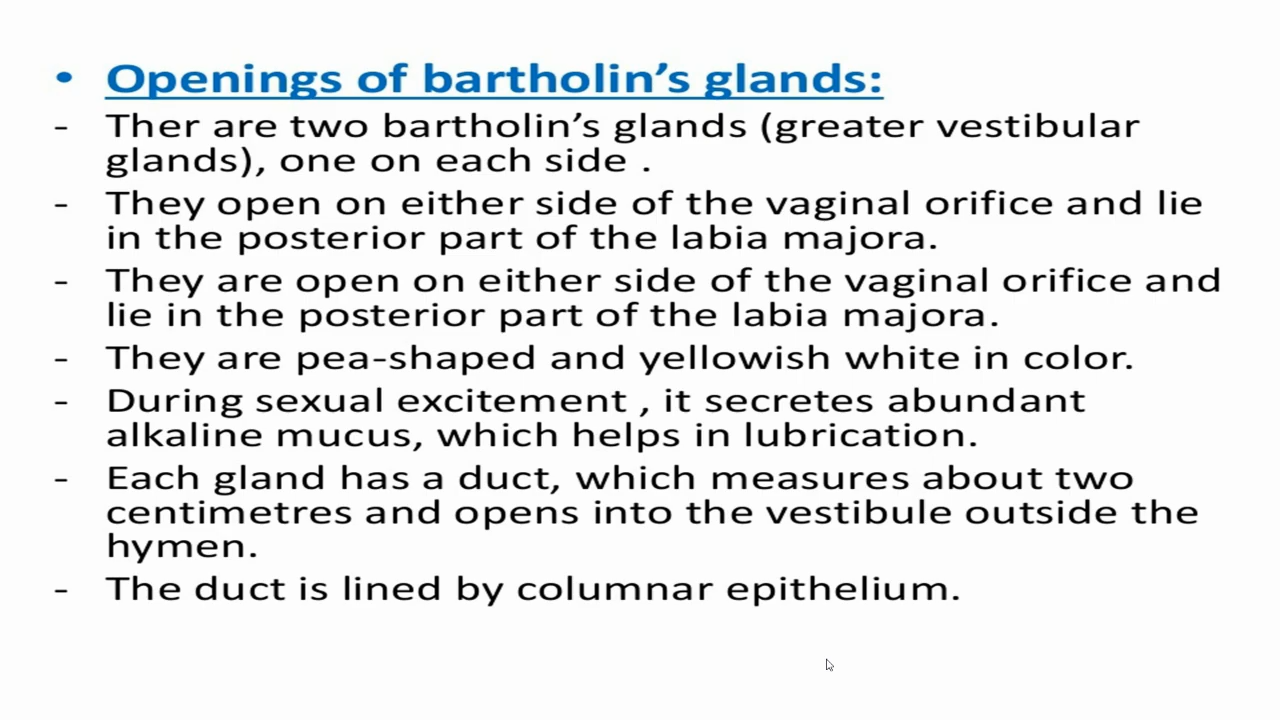 • Openings of bartholin's glands:
- Ther are two bartholin's glands (greater vestibular
glands), one on each side .
- They open on either side of the vaginal orifice and lie
in the posterior part of the labia majora.
- They are open on either side of the vaginal orifice and
lie in the posterior part of the labia majora.
- They are pea-shaped and yellowish white in color.
- During sexual excitement , it secretes abundant
alkaline mucus, which helps in lubrication.
- Each gland has a duct, which measures about two
centimetres and opens into the vestibule outside the
hymen.
- The duct is lined by columnar epithelium.